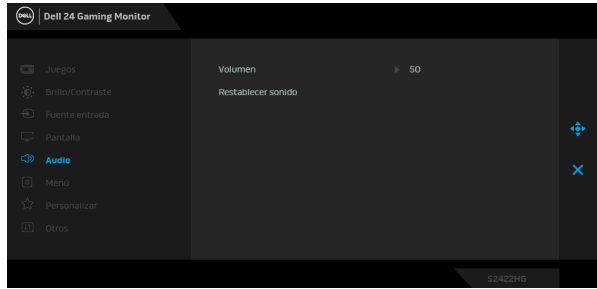 DELL
Dell 24 Gaming Monitor
Juegos
Brillo/Contraste
Fuente entrada
Pantalla
Audio
Menú
Personalizar
Otros
Volumen 50
Restablecer sonido
S2422HG